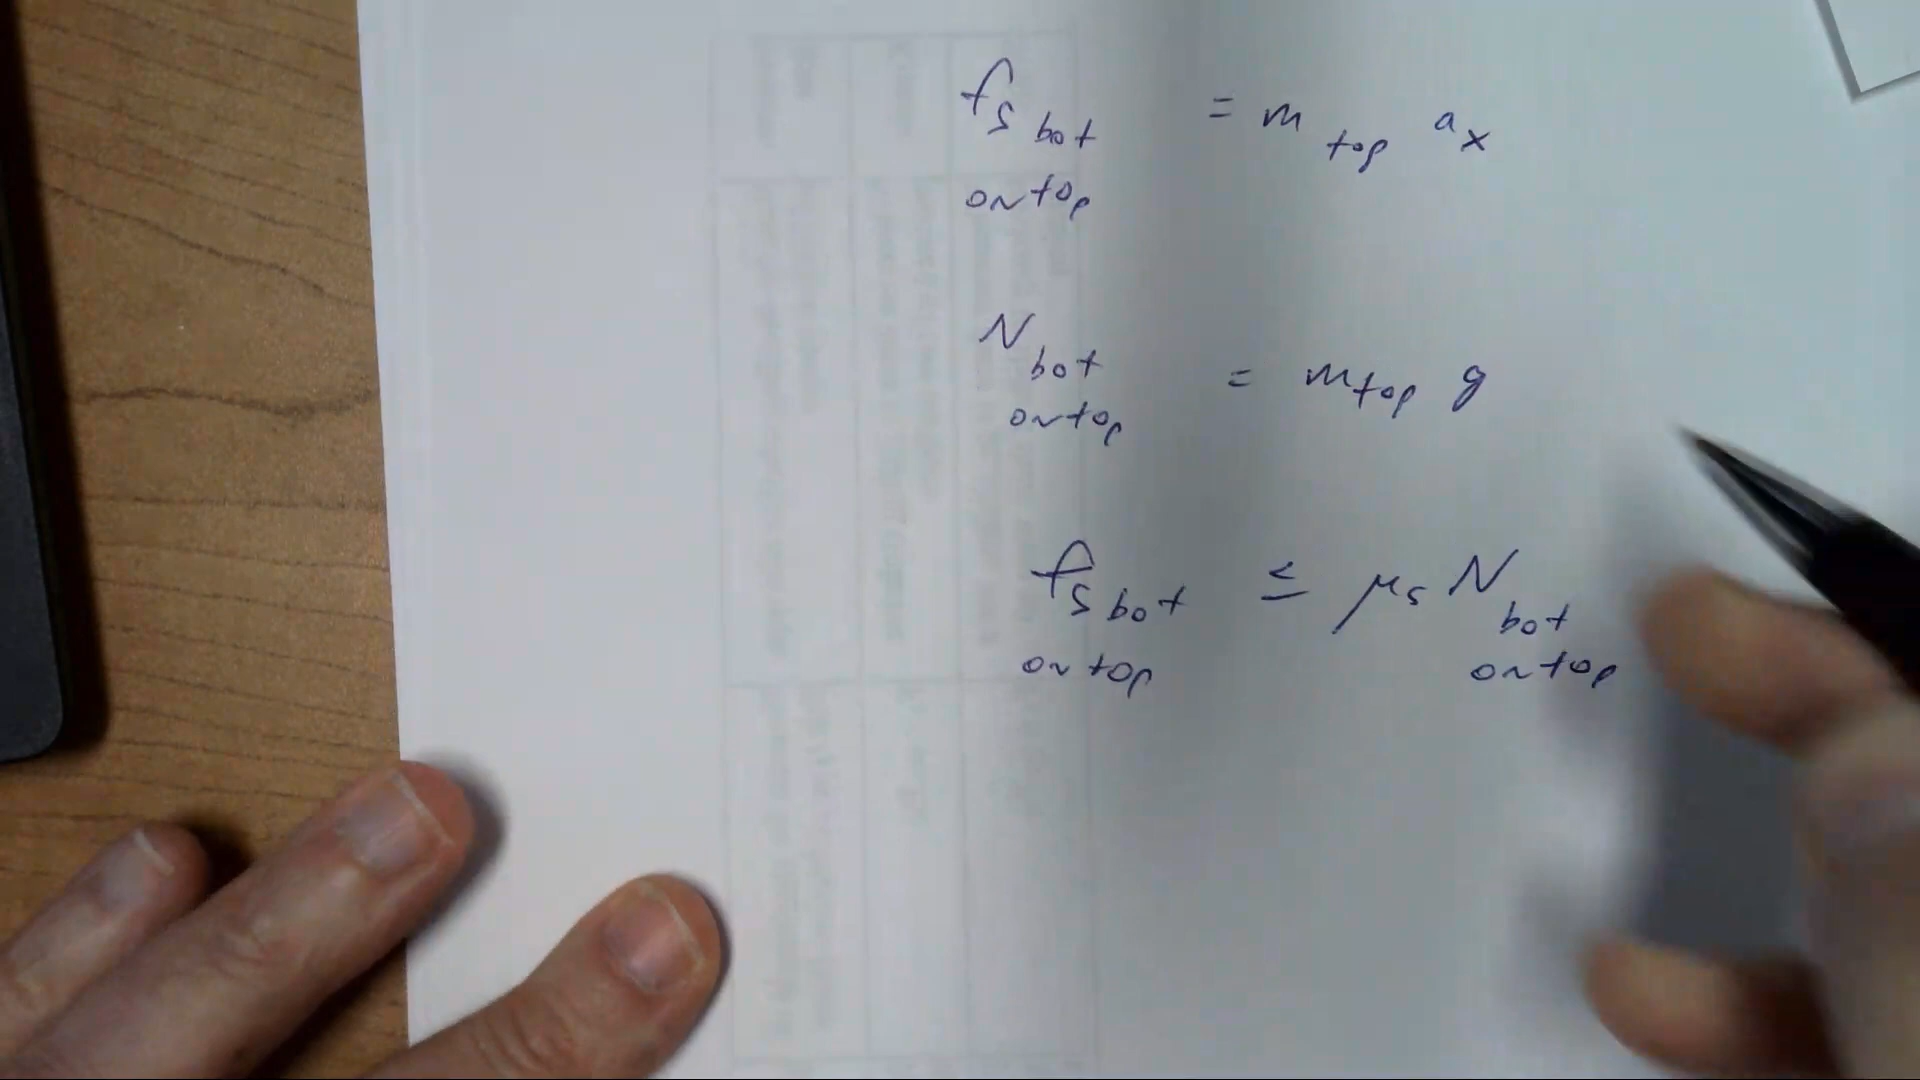 f_s bot on top = m top a_x
N bot on top = m top g
f_s bot on top ≤ μ_s N bot on top